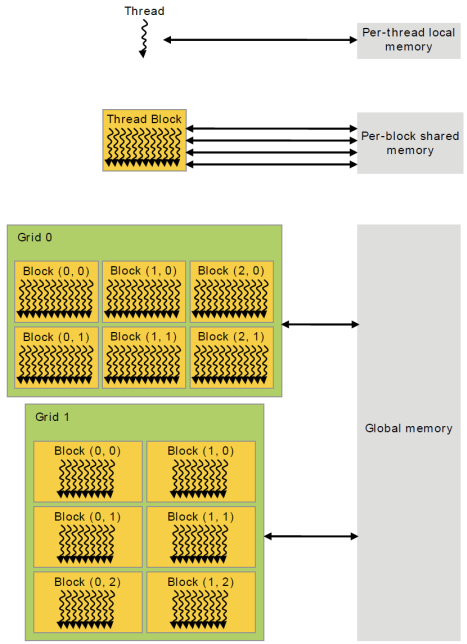 Thread
Per-thread local
memory
Thread Block
Per-block shared
memory
Grid 0
Block (0, 0)
Block (1, 0)
Block (2, 0)
Block (0, 1)
Block (1, 1)
Block (2, 1)
Grid 1
Block (0, 0)
Block (1, 0)
Block (0, 1)
Block (1, 1)
Block (0, 2)
Block (1, 2)
Global memory